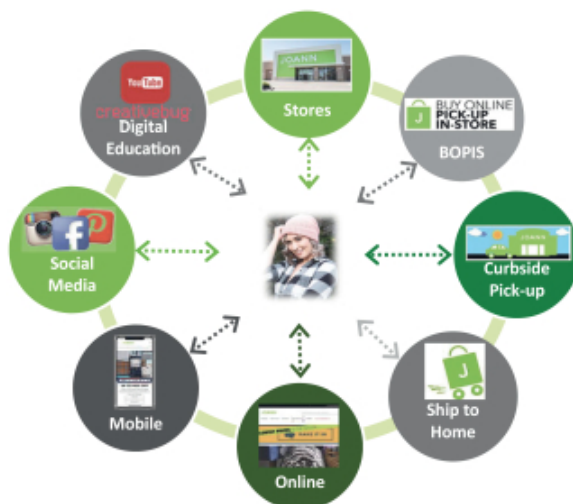 JOANN
Stores
BUY ONLINE
PICK-UP
IN-STORE
J
BOPIS
JOANN
Curbside
Pick-up
J
Ship to
Home
Online
Mobile
Social
Media
f
YouTube
creativebug
Digital
Education